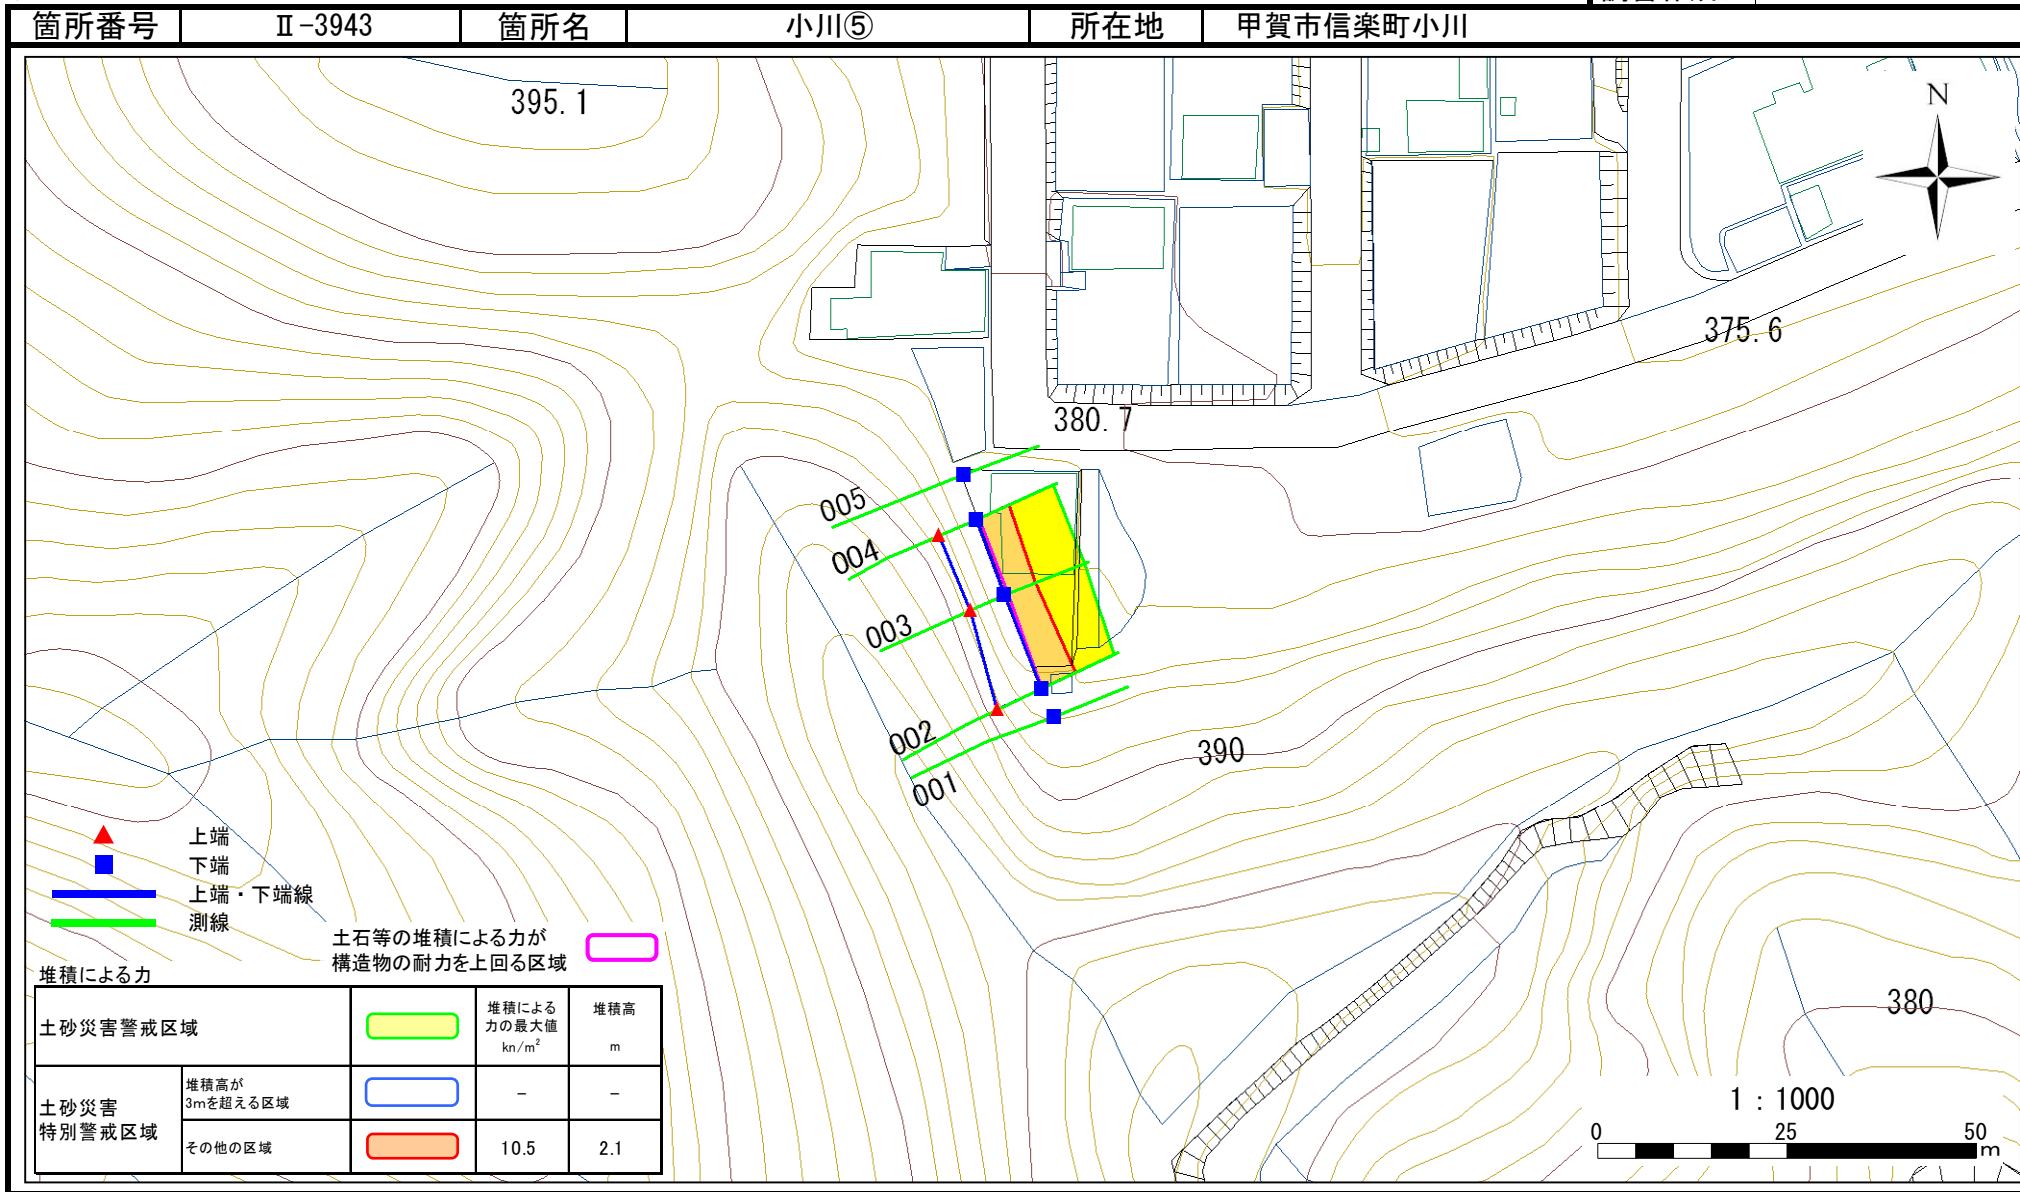 箇所番号 Ⅱ-3943 箇所名 小川⑤ 所在地 甲賀市信楽町小川
395.1
N
375.6
380.7
005
004
003
002
001
390
380
上端
下端
上端・下端線
測線
土石等の堆積による力が
構造物の耐力を上回る区域
堆積による力
土砂災害警戒区域
堆積による
力の最大値
kn/m²
堆積高
m
土砂災害
特別警戒区域
堆積高が
3mを超える区域
- -
その他の区域 10.5 2.1
1 : 1000
0 25 50
m